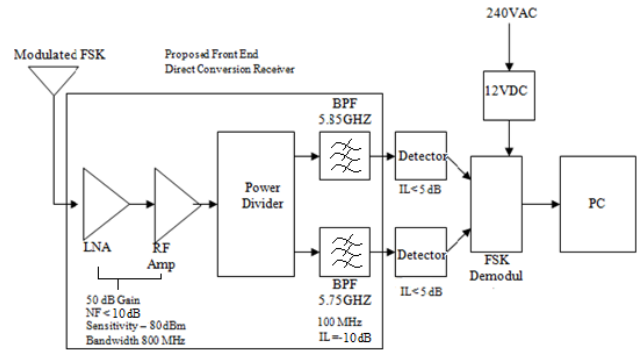 240VAC
Modulated FSK
Proposed Front End
Direct Conversion Receiver
12VDC
BPF
5.85GHZ
Detector
IL<5 dB
Power
Divider
LNA
RF
Amp
PC
FSK
Demodul
Detector
IL<5 dB
BPF
5.75GHZ
50 dB Gain
NF < 10dB
Sensitivity – 80dBm
Bandwidth 800 MHz
100 MHz
IL=-10dB